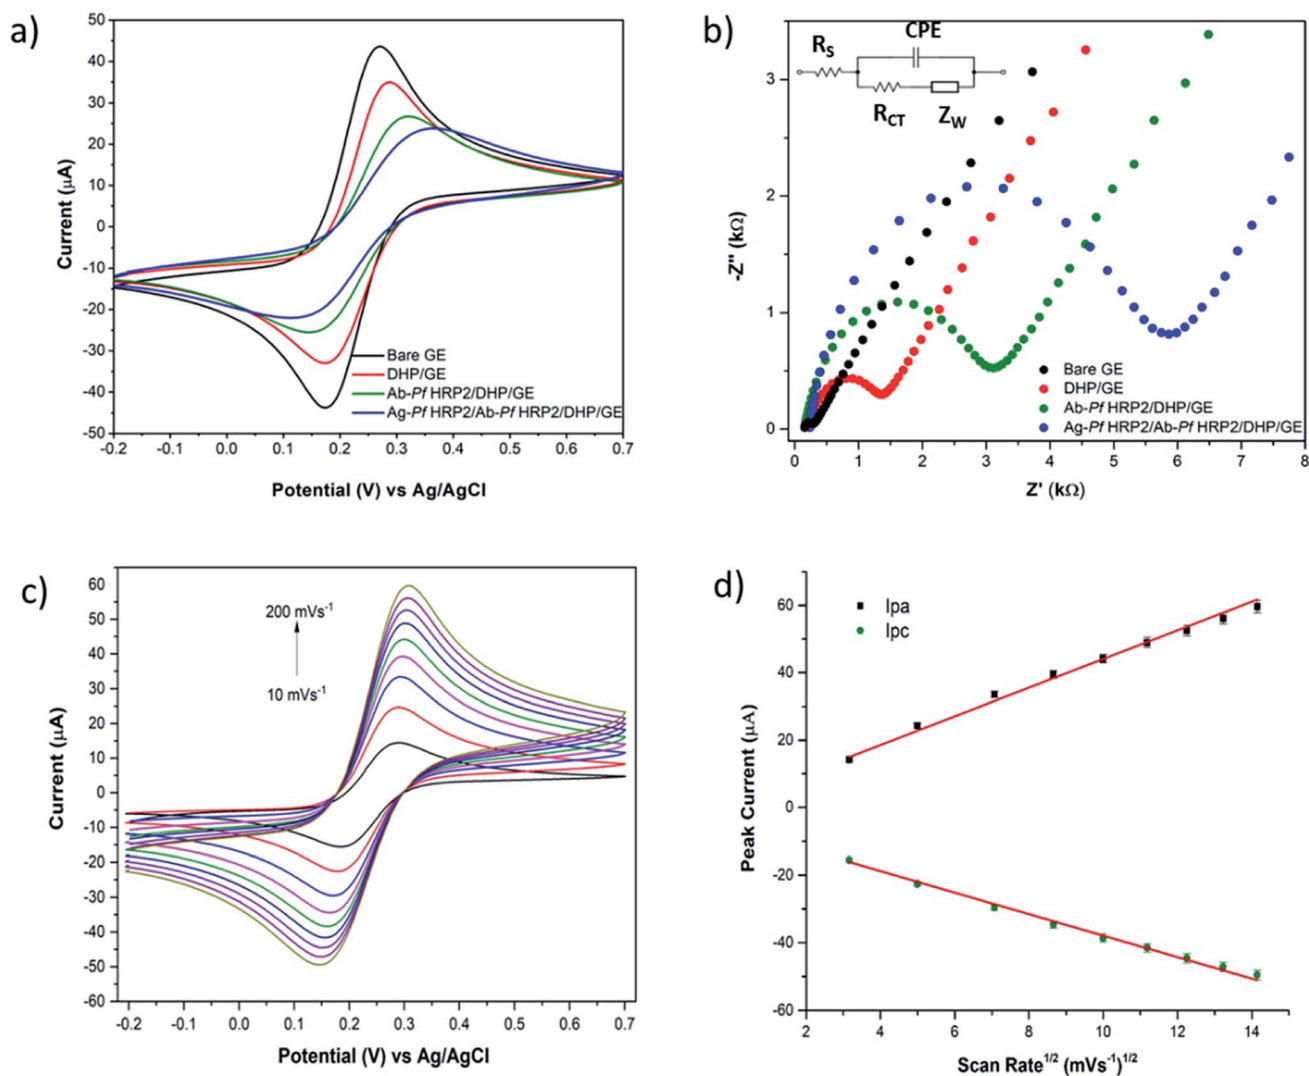 a)
50
40
30
20
10
0
-10
-20
-30
-40
-50
Current (µA)
Bare GE
DHP/GE
Ab-Pf HRP2/DHP/GE
Ag-Pf HRP2/Ab-Pf HRP2/DHP/GE
-0.2 -0.1 0.0 0.1 0.2 0.3 0.4 0.5 0.6 0.7
Potential (V) vs Ag/AgCl
b)
RS
CPE
RCT
ZW
3
2
1
0
-Z'' (kΩ)
Bare GE
DHP/GE
Ab-Pf HRP2/DHP/GE
Ag-Pf HRP2/Ab-Pf HRP2/DHP/GE
0 1 2 3 4 5 6 7 8
Z' (kΩ)
c)
60
50
40
30
20
10
0
-10
-20
-30
-40
-50
-60
Current (µA)
200 mVs-1
10 mVs-1
-0.2 -0.1 0.0 0.1 0.2 0.3 0.4 0.5 0.6 0.7
Potential (V) vs Ag/AgCl
d)
60
40
20
0
-20
-40
-60
Peak Current (µA)
Ipa
Ipc
2 4 6 8 10 12 14
Scan Rate1/2 (mVs-1)1/2